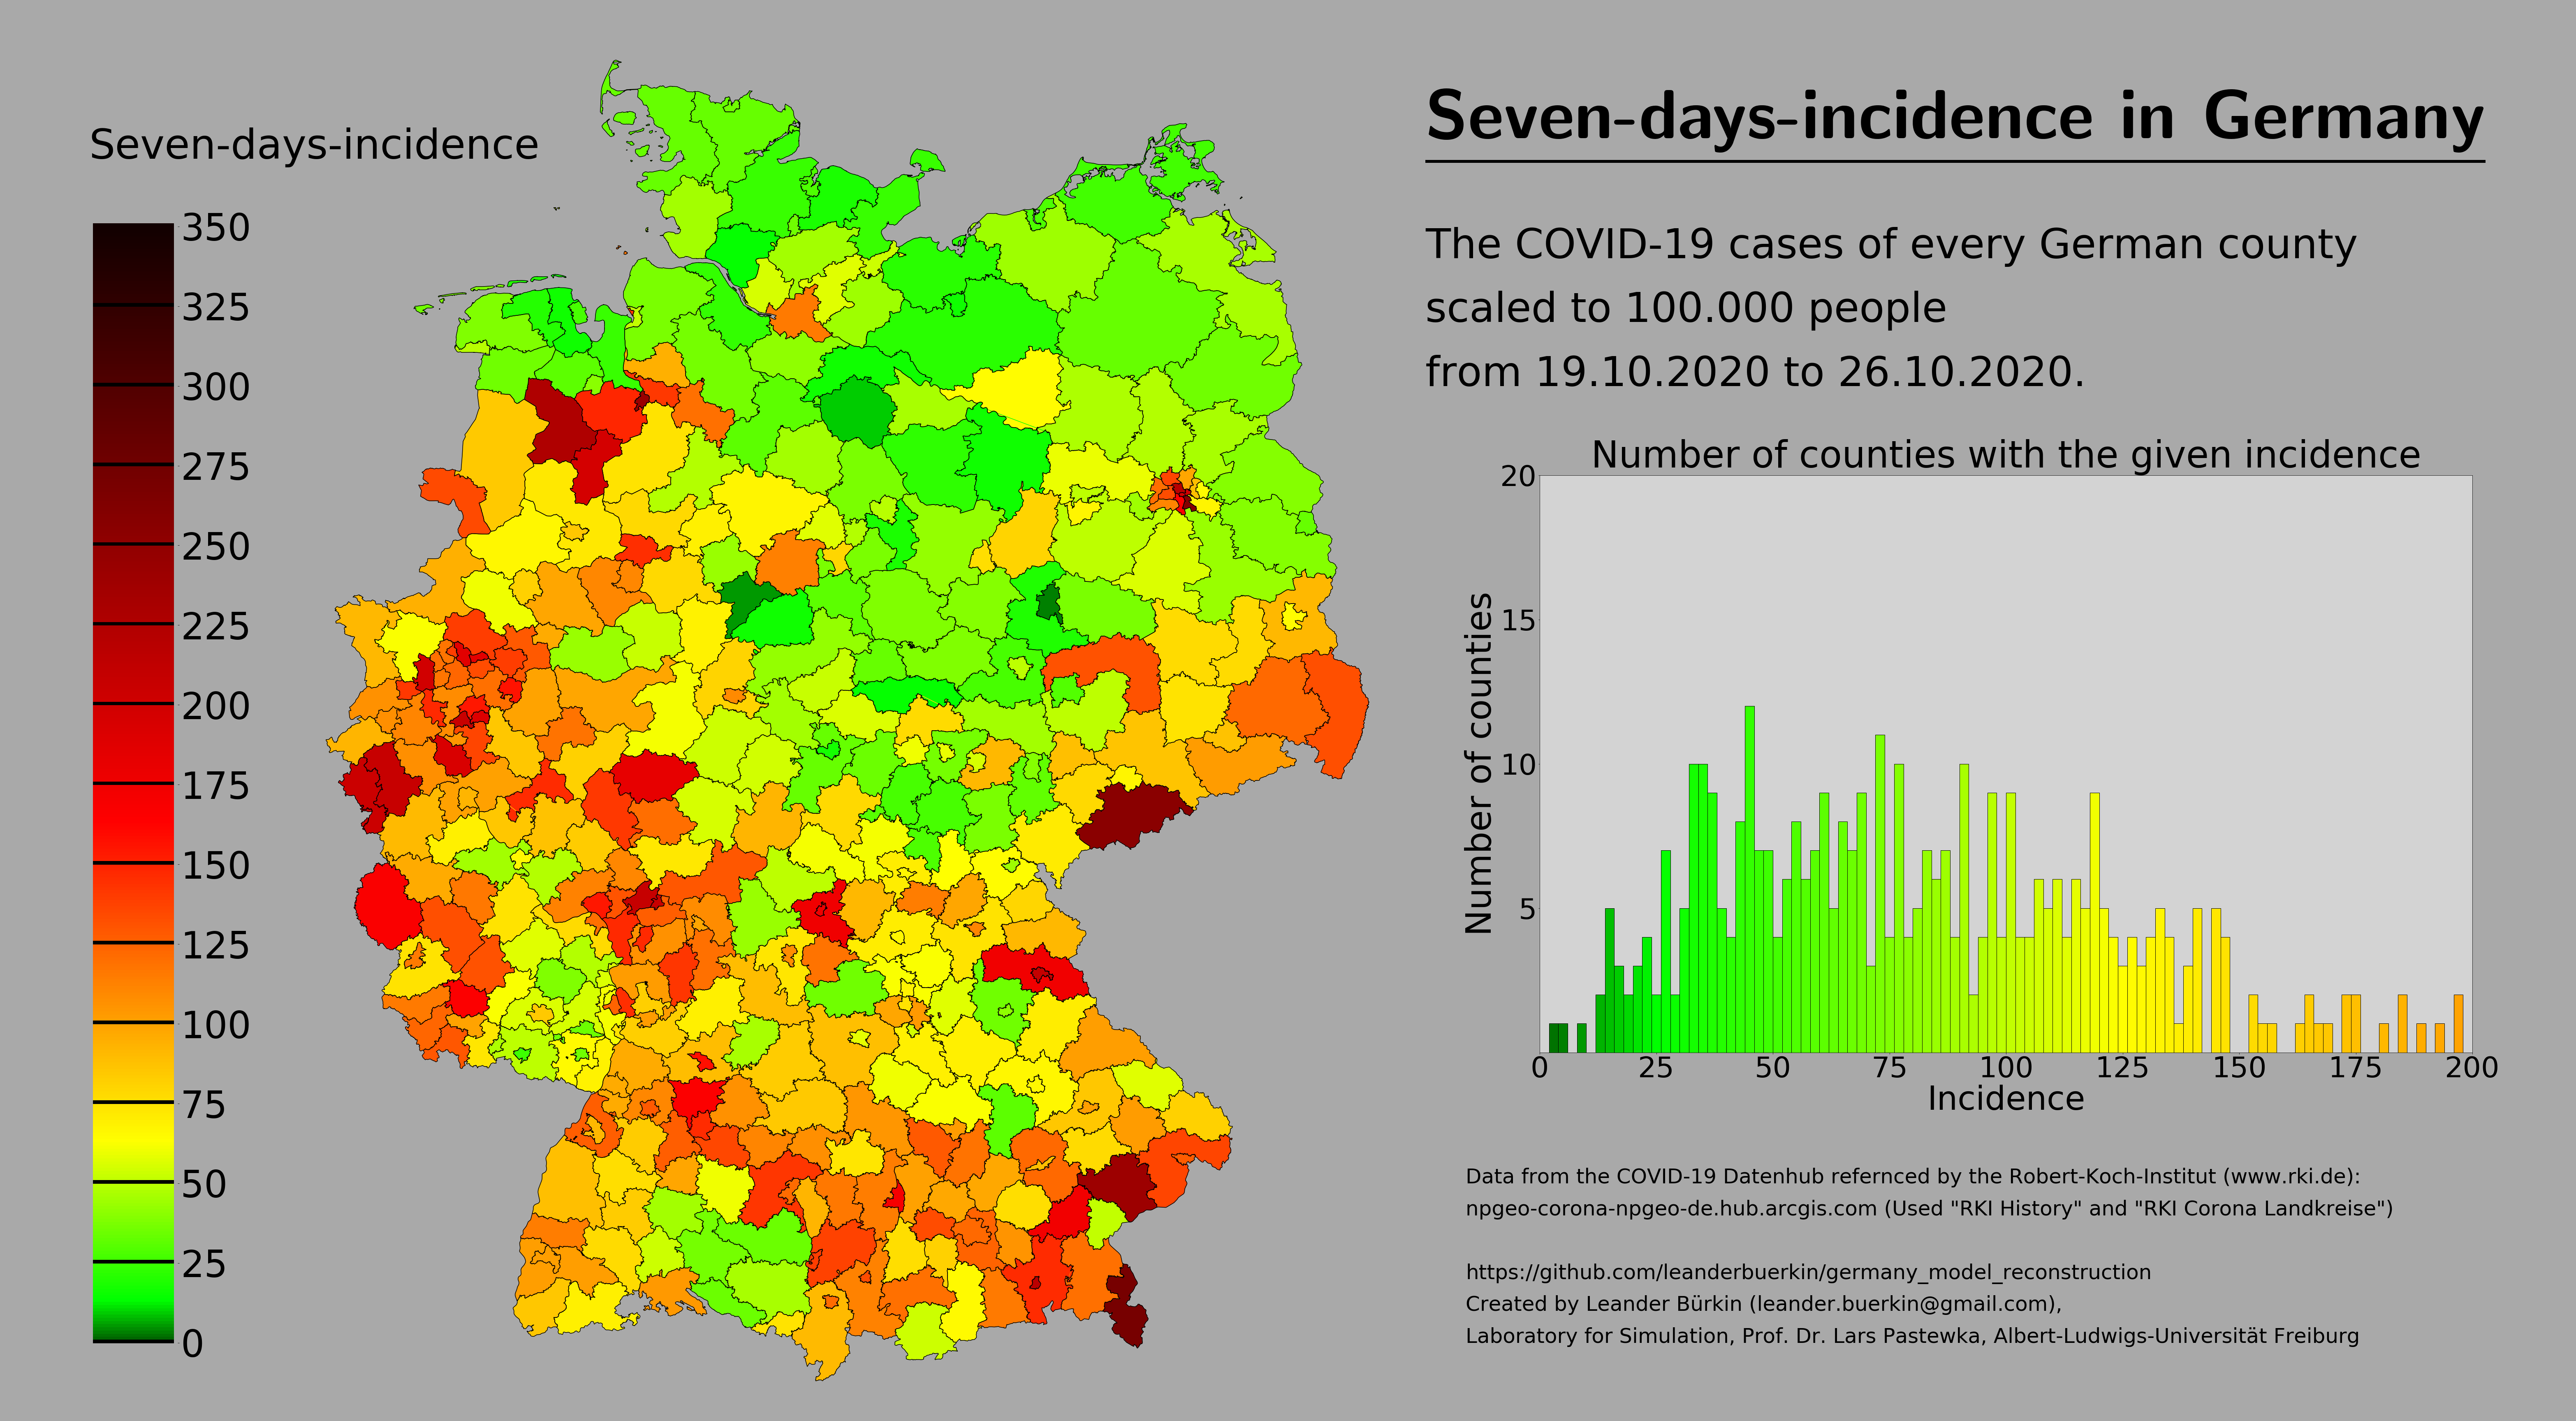 Seven-days-incidence in Germany
Seven-days-incidence
350
325
300
275
250
225
200
175
150
125
100
75
50
25
0
The COVID-19 cases of every German county
scaled to 100.000 people
from 19.10.2020 to 26.10.2020.
Number of counties with the given incidence
Number of counties
20
15
10
5
0 25 50 75 100 125 150 175 200
Incidence
Data from the COVID-19 Datenhub refernced by the Robert-Koch-Institut (www.rki.de):
npgeo-corona-npgeo-de.hub.arcgis.com (Used "RKI History" and "RKI Corona Landkreise")
https://github.com/leanderbuerkin/germany_model_reconstruction
Created by Leander Bürkin (leander.buerkin@gmail.com),
Laboratory for Simulation, Prof. Dr. Lars Pastewka, Albert-Ludwigs-Universität Freiburg